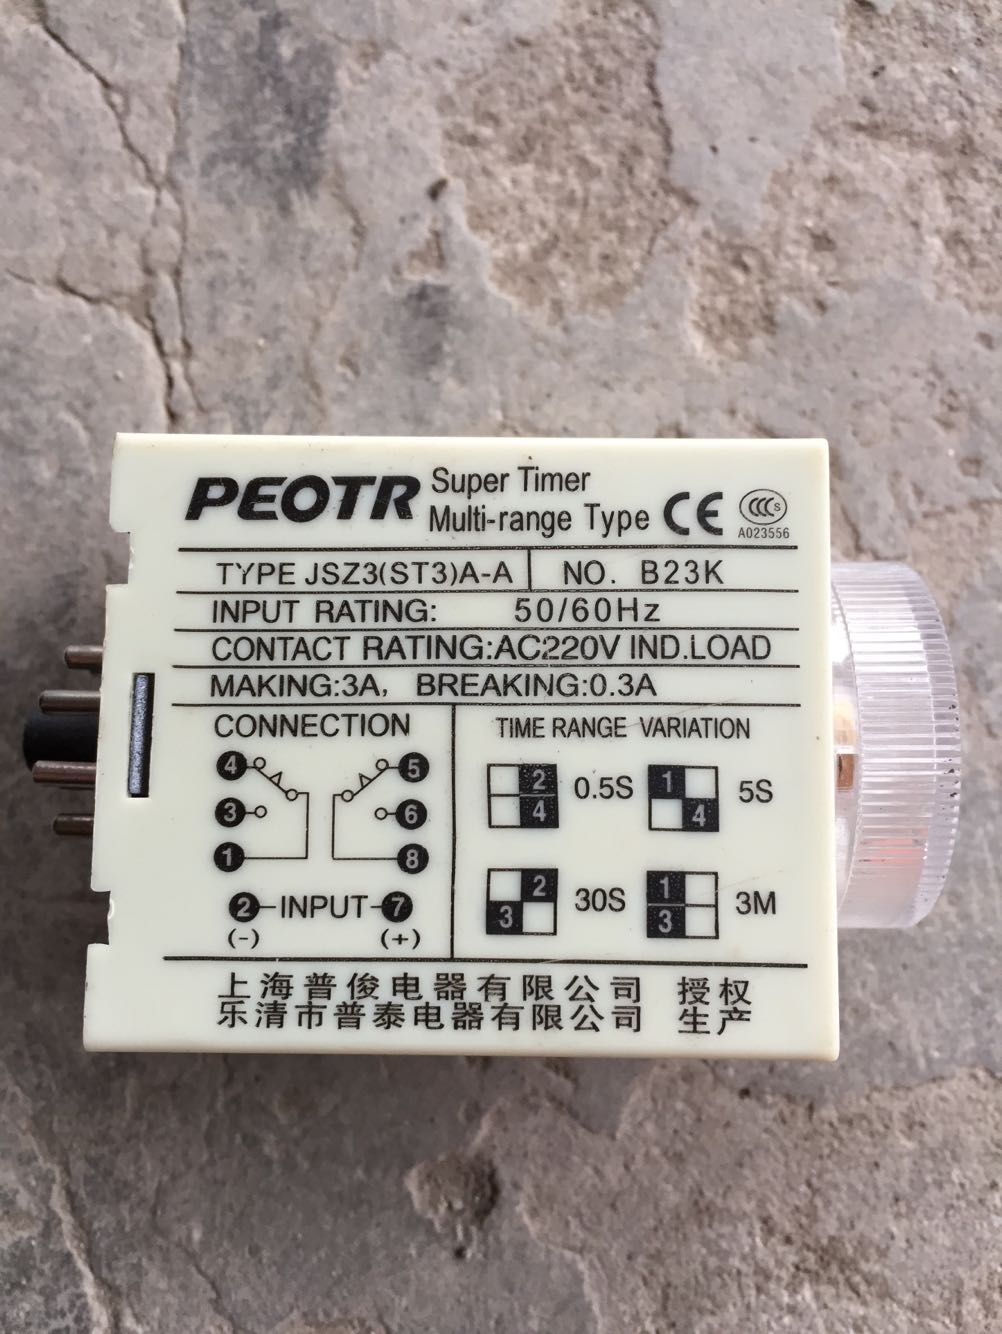 PEOTR Super Timer
Multi-range Type CE CCC S
A023556
TYPE JSZ3(ST3)A-A NO. B23K
INPUT RATING: 50/60Hz
CONTACT RATING:AC220V IND.LOAD
MAKING:3A, BREAKING:0.3A
CONNECTION
4 5
3 6
1 8
2 INPUT 7
(-) (+)
TIME RANGE VARIATION
2 4 0.5S
1 4 5S
2 3 30S
1 3 3M
上海普俊电器有限公司 授权
乐清市普泰电器有限公司 生产